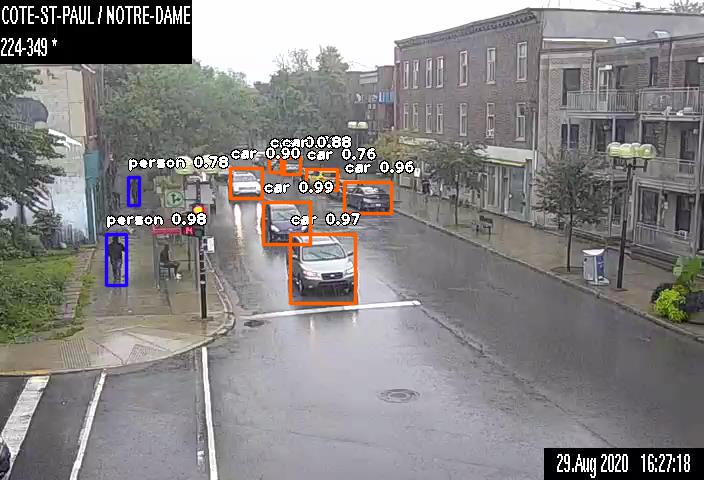 COTE-ST-PAUL / NOTRE-DAME
224-349 *
car 0.88
person 0.78
car 0.90
car 0.76
car 0.96
car 0.99
person 0.98
car 0.97
29.Aug 2020 16:27:18